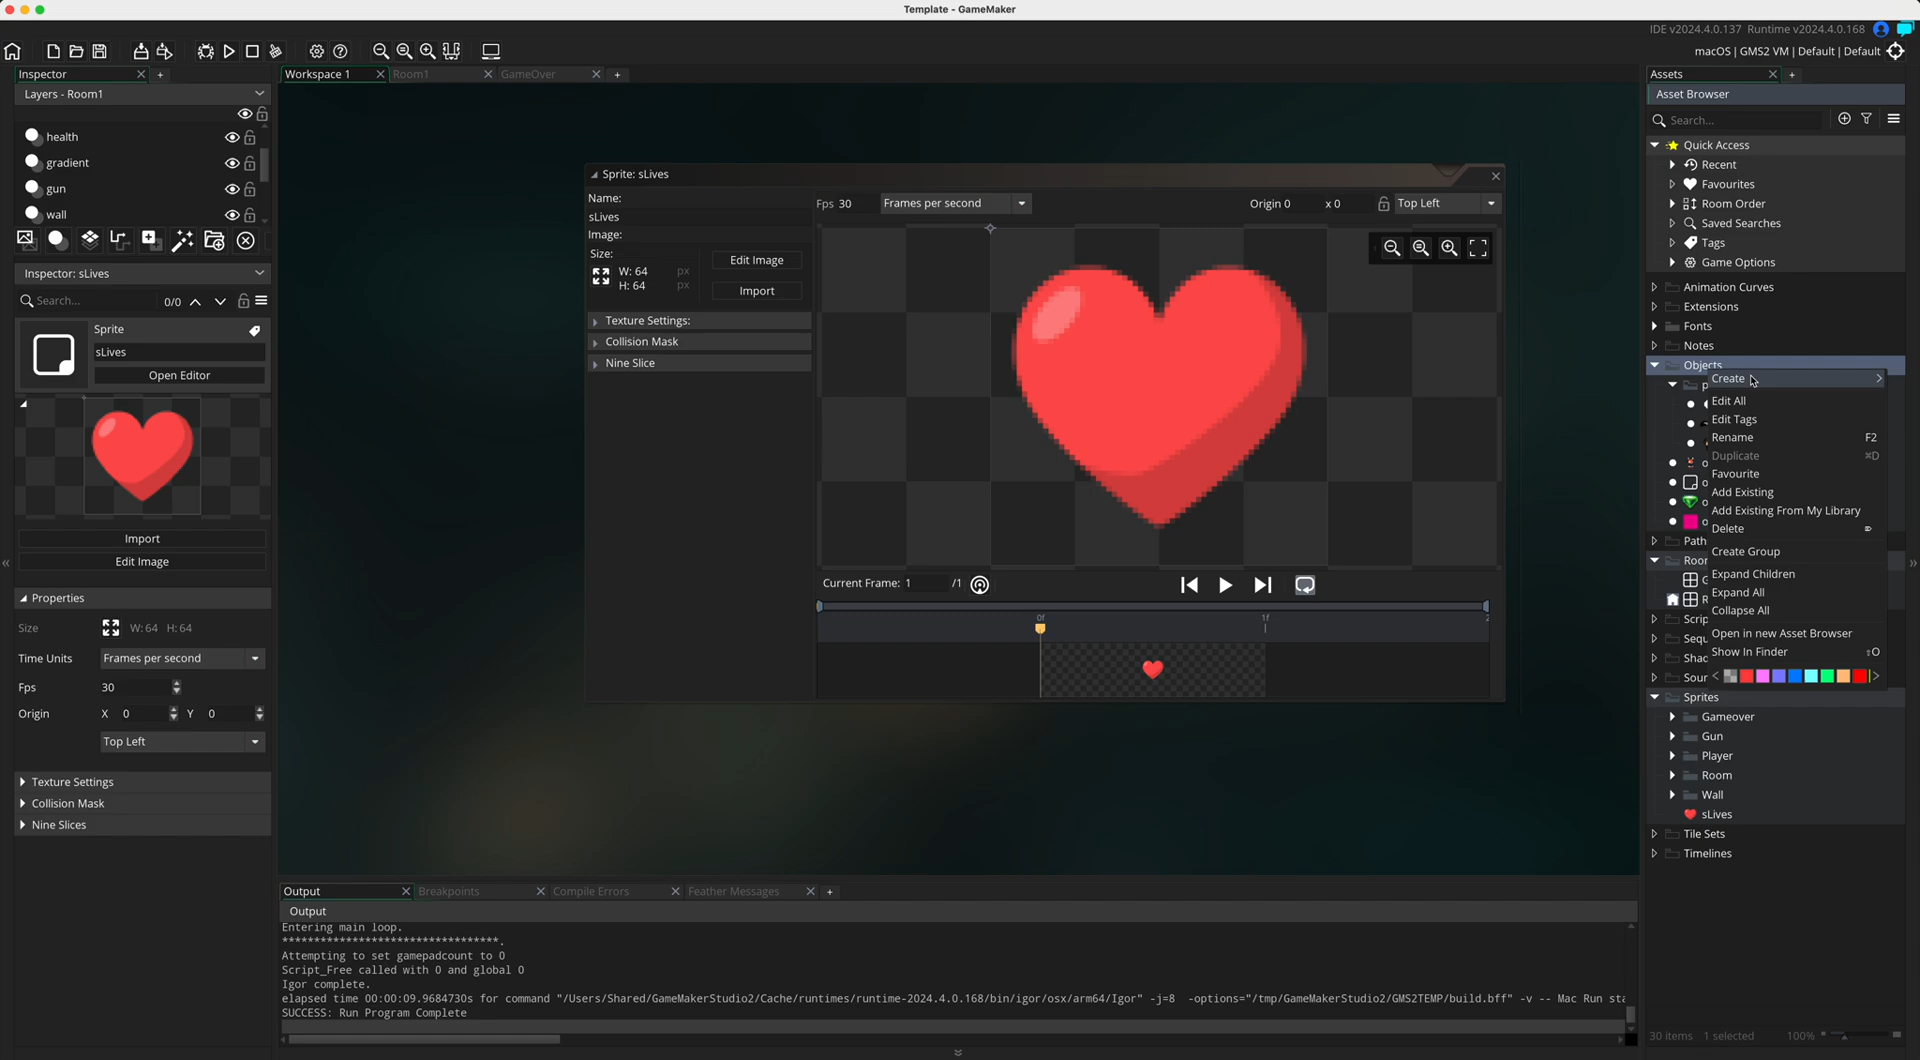 Template - GameMaker
IDE v2024.4.0.137 Runtime v2024.4.0.168
macOS | GMS2 VM | Default | Default
Inspector
Workspace 1
Room1
GameOver
Assets
Layers - Room1
Asset Browser
health
gradient
gun
wall
Inspector: sLives
Search...
0/0
Sprite
sLives
Open Editor
Import
Edit Image
Properties
Size
W: 64 H: 64
Time Units
Frames per second
Fps
30
Origin
X 0
Y 0
Top Left
Texture Settings
Collision Mask
Nine Slices
Sprite: sLives
Name:
sLives
Image:
Size:
W: 64 px
H: 64 px
Edit Image
Import
Texture Settings:
Collision Mask
Nine Slice
Fps 30
Frames per second
Origin 0 x 0
Top Left
Current Frame: 1 /1
0f
1f
Output
Breakpoints
Compile Errors
Feather Messages
Output
Entering main loop.
*********************************.
Attempting to set gamepadcount to 0
Script_Free called with 0 and global 0
Igor complete.
elapsed time 00:00:09.9684730s for command "/Users/Shared/GameMakerStudio2/Cache/runtimes/runtime-2024.4.0.168/bin/igor/osx/arm64/Igor" -j=8 -options="/tmp/GameMakerStudio2/GMS2TEMP/build.bff" -v -- Mac Run sta
SUCCESS: Run Program Complete
Search...
Quick Access
Recent
Favourites
Room Order
Saved Searches
Tags
Game Options
Animation Curves
Extensions
Fonts
Notes
Objects
Create
Edit All
Edit Tags
Rename F2
Duplicate ⌘D
Favourite
Add Existing
Add Existing From My Library
Delete
Create Group
Expand Children
Expand All
Collapse All
Open in new Asset Browser
Show In Finder ⇧O
Path
Roor
Scrip
Sequ
Shac
Sour
Sprites
Gameover
Gun
Player
Room
Wall
sLives
Tile Sets
Timelines
30 items 1 selected 100%